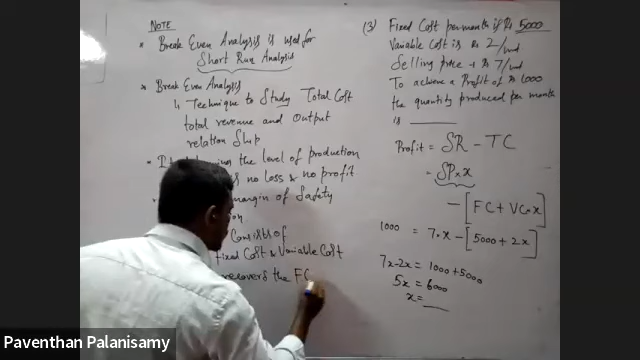 NOTE
Break Even Analysis is used for
Short Run Analysis
Break Even Analysis
Technique to Study Total Cost
total revenue and output
relation Ship
the level of production
no loss & no profit
margin of Safety
Consists of
Fixed Cost & Variable Cost
recovers the FC
(3) Fixed Cost per month is Rs 5000
Variable Cost is Rs 2/unit
Selling price is Rs 7/unit
To achieve a Profit of Rs 1000
the quantity produced per month
is ______
Profit = SR - TC
= SP * x
- [FC + VC * x]
1000 = 7 * x - [5000 + 2x]
7x - 2x = 1000 + 5000
5x = 6000
x = ___
Paventhan Palanisamy